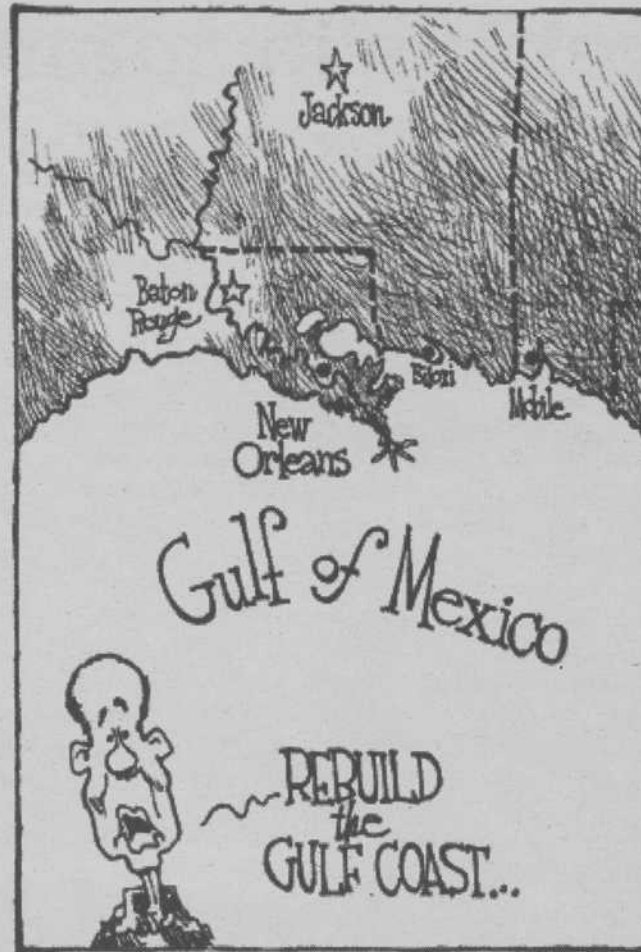 Jackson
Baton
Rouge
Biloxi
Mobile
New
Orleans
Gulf of Mexico
REBUILD
the
GULF COAST...